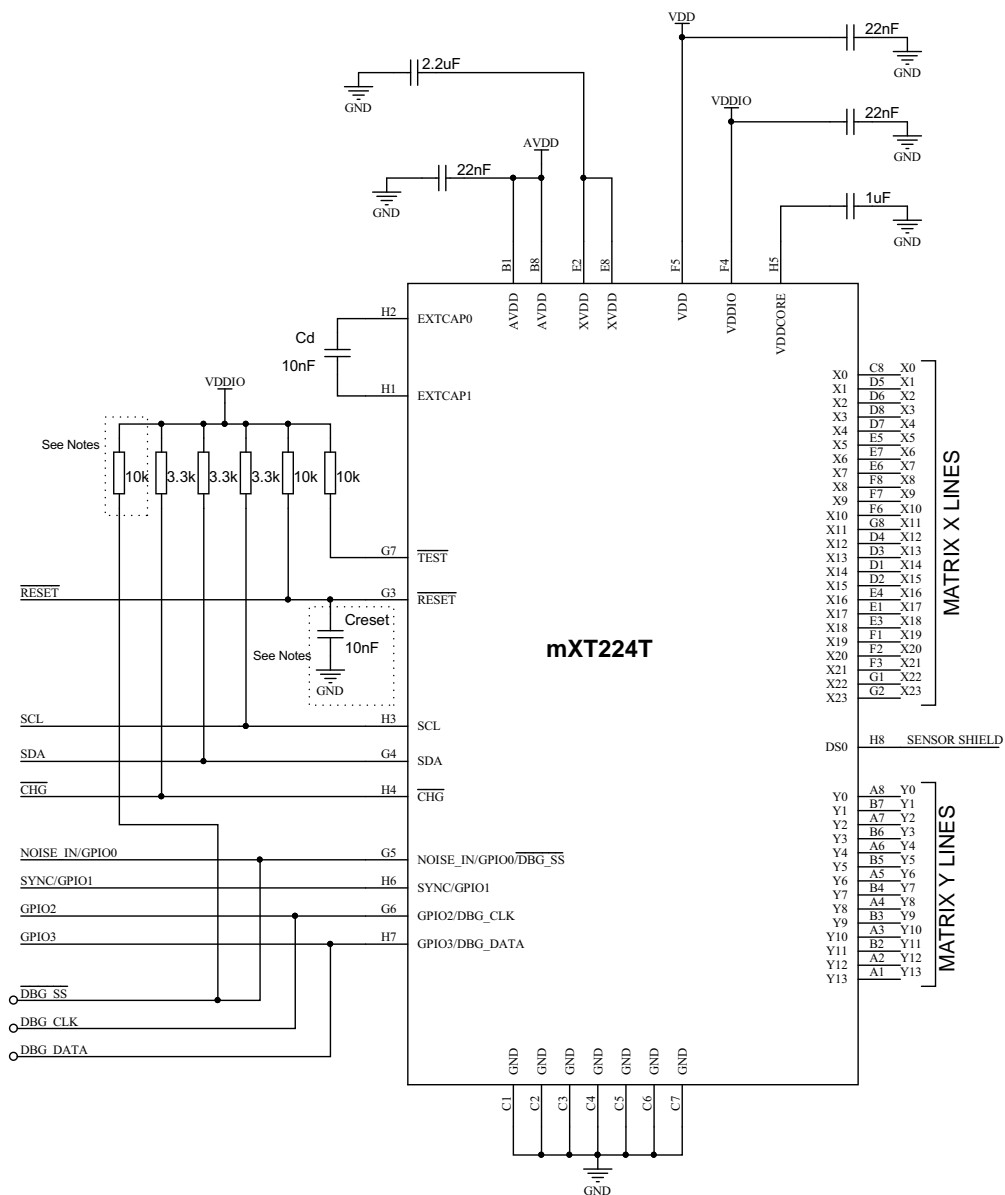 VDD
22nF
GND
2.2uF
GND
VDDIO
22nF
GND
AVDD
22nF
GND
1uF
GND
B1
B8
E2
E8
F5
F4
H5
AVDD
AVDD
XVDD
XVDD
VDD
VDDIO
VDDCORE
H2 EXTCAP0
Cd
10nF
H1 EXTCAP1
VDDIO
See Notes
10k
3.3k
3.3k
3.3k
10k
10k
G7 TEST
RESET G3 RESET
Creset
10nF
See Notes
GND
mXT224T
SCL H3 SCL
SDA G4 SDA
CHG H4 CHG
NOISE_IN/GPIO0 G5 NOISE_IN/GPIO0/DBG_SS
SYNC/GPIO1 H6 SYNC/GPIO1
GPIO2 G6 GPIO2/DBG_CLK
GPIO3 H7 GPIO3/DBG_DATA
DBG_SS
DBG_CLK
DBG_DATA
X0 C8 X0
X1 D5 X1
X2 D6 X2
X3 D8 X3
X4 D7 X4
X5 E5 X5
X6 E7 X6
X7 E6 X7
X8 F8 X8
X9 F7 X9
X10 F6 X10
X11 G8 X11
X12 D4 X12
X13 D3 X13
X14 D1 X14
X15 D2 X15
X16 E4 X16
X17 E1 X17
X18 E3 X18
X19 F1 X19
X20 F2 X20
X21 F3 X21
X22 G1 X22
X23 G2 X23
MATRIX X LINES
DS0 H8 SENSOR SHIELD
Y0 A8 Y0
Y1 B7 Y1
Y2 A7 Y2
Y3 B6 Y3
Y4 A6 Y4
Y5 B5 Y5
Y6 A5 Y6
Y7 B4 Y7
Y8 A4 Y8
Y9 B3 Y9
Y10 A3 Y10
Y11 B2 Y11
Y12 A2 Y12
Y13 A1 Y13
MATRIX Y LINES
GND
GND
GND
GND
GND
GND
GND
C1
C2
C3
C4
C5
C6
C7
GND